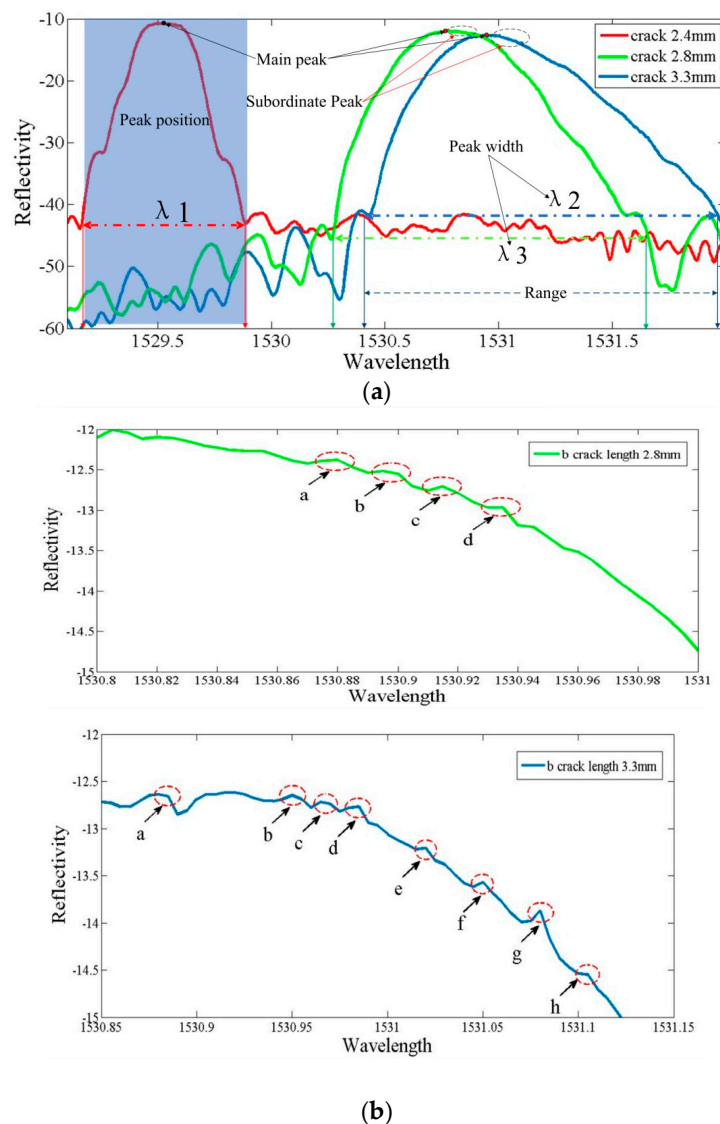 -10
-20
-30
-40
-50
-60
Reflectivity
Main peak
Subordinate Peak
Peak position
Peak width
crack 2.4mm
crack 2.8mm
crack 3.3mm
λ 1
λ 2
λ 3
Range
1529.5 1530 1530.5 1531 1531.5
Wavelength
(a)
-12
-12.5
-13
-13.5
-14
-14.5
-15
Reflectivity
b crack length 2.8mm
a
b
c
d
1530.8 1530.82 1530.84 1530.86 1530.88 1530.9 1530.92 1530.94 1530.96 1530.98 1531
Wavelength
-12
-12.5
-13
-13.5
-14
-14.5
-15
Reflectivity
b crack length 3.3mm
a
b
c
d
e
f
g
h
1530.85 1530.9 1530.95 1531 1531.05 1531.1 1531.15
Wavelength
(b)